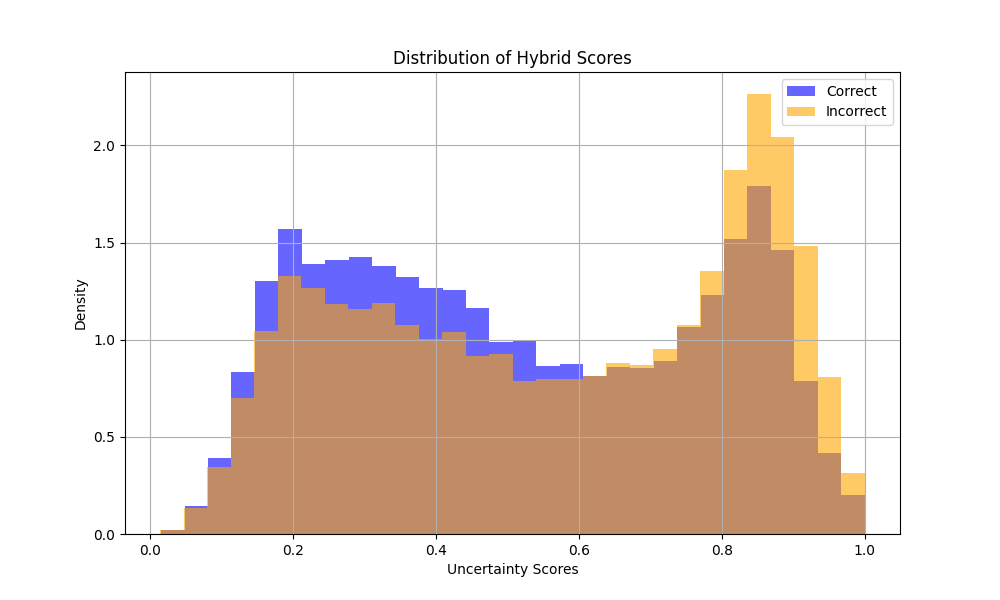 Distribution of Hybrid Scores
Correct
Incorrect
Density
2.0
1.5
1.0
0.5
0.0
0.0 0.2 0.4 0.6 0.8 1.0
Uncertainty Scores